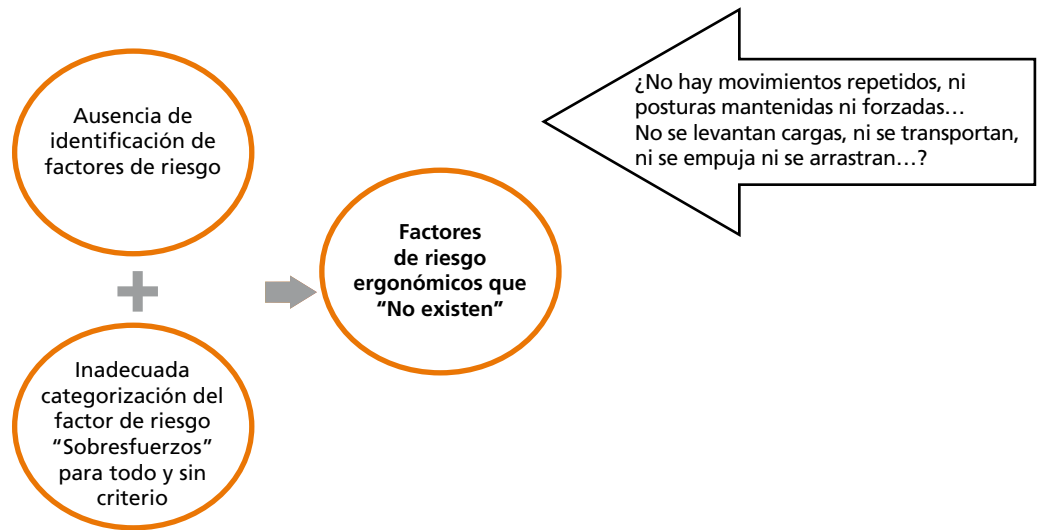 Ausencia de
identificación de
factores de riesgo
+
Inadecuada
categorización del
factor de riesgo
“Sobresfuerzos”
para todo y sin
criterio
Factores
de riesgo
ergonómicos que
“No existen”
¿No hay movimientos repetidos, ni
posturas mantenidas ni forzadas…
No se levantan cargas, ni se transportan,
ni se empuja ni se arrastran…?